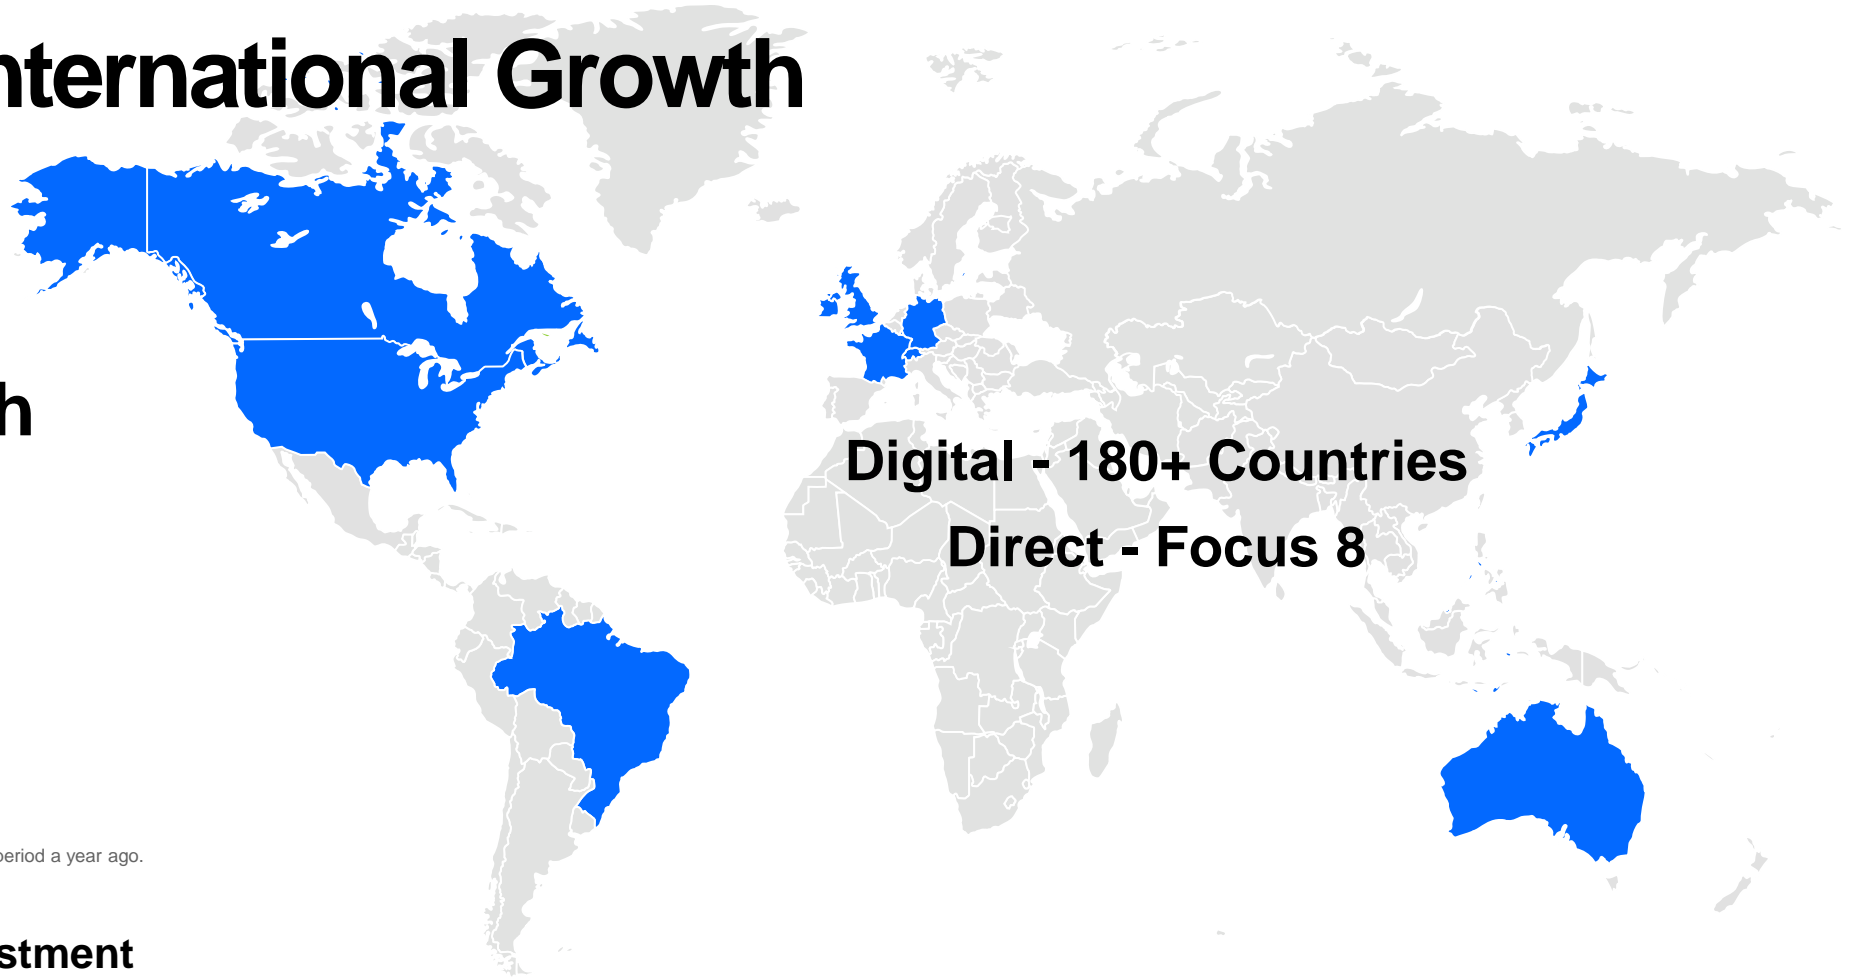 nternational Growth
h
Digital - 180+ Countries
Direct - Focus 8
period a year ago.
stment